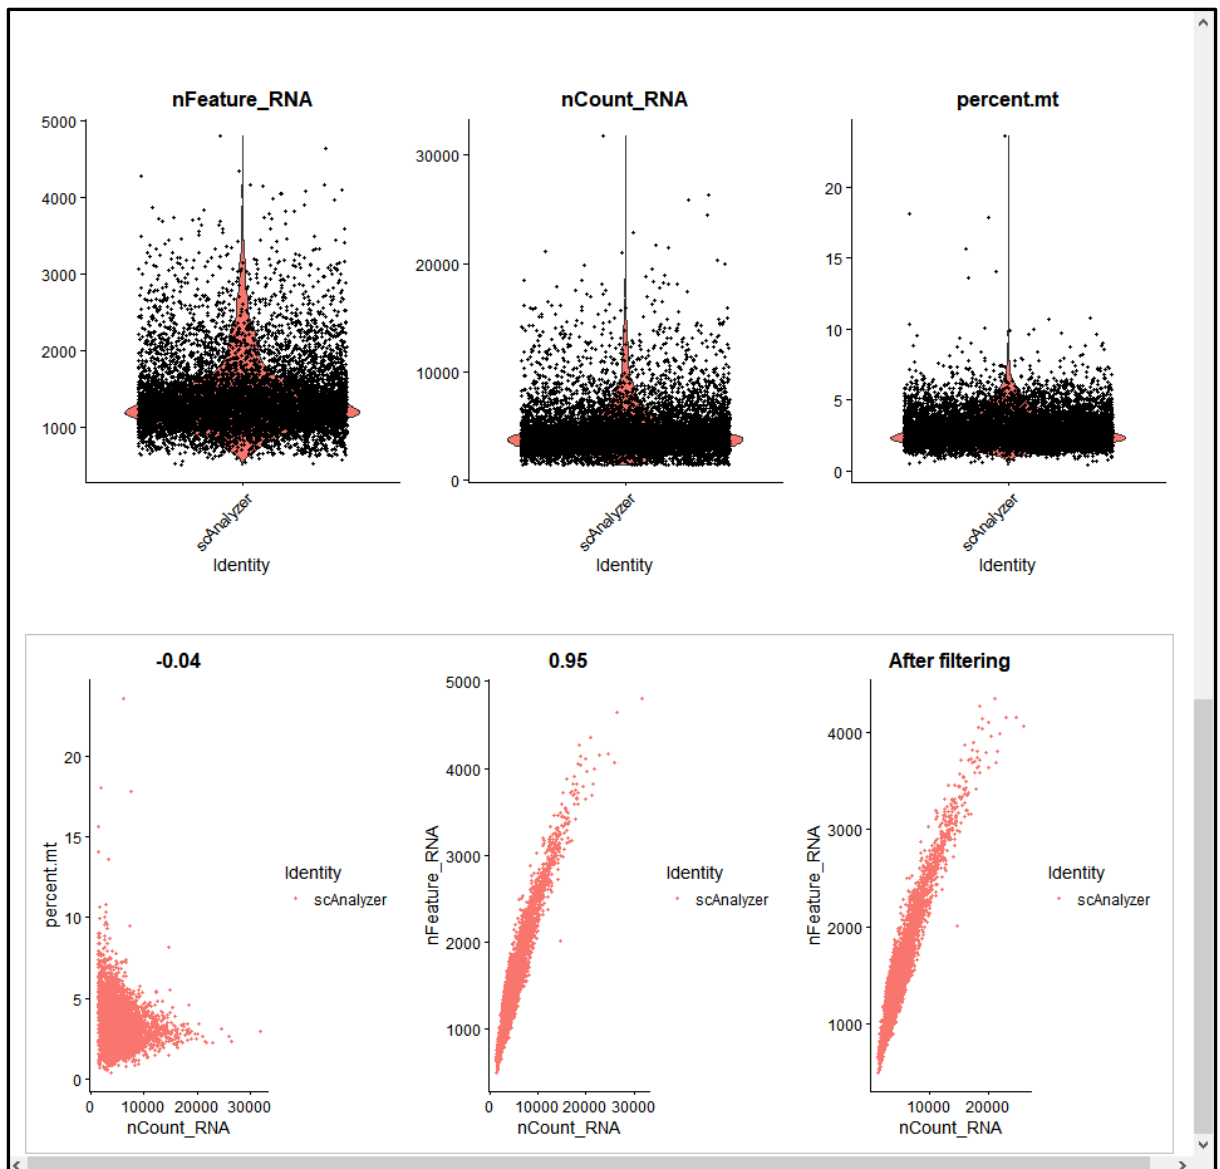 nFeature_RNA
5000
4000
3000
2000
1000
scAnalyzer
Identity
nCount_RNA
30000
20000
10000
0
scAnalyzer
Identity
percent.mt
20
15
10
5
0
scAnalyzer
Identity
-0.04
percent.mt
20
15
10
5
0
0 10000 20000 30000
nCount_RNA
Identity
scAnalyzer
0.95
nFeature_RNA
5000
4000
3000
2000
1000
0 10000 20000 30000
nCount_RNA
Identity
scAnalyzer
After filtering
nFeature_RNA
4000
3000
2000
1000
10000 20000
nCount_RNA
Identity
scAnalyzer